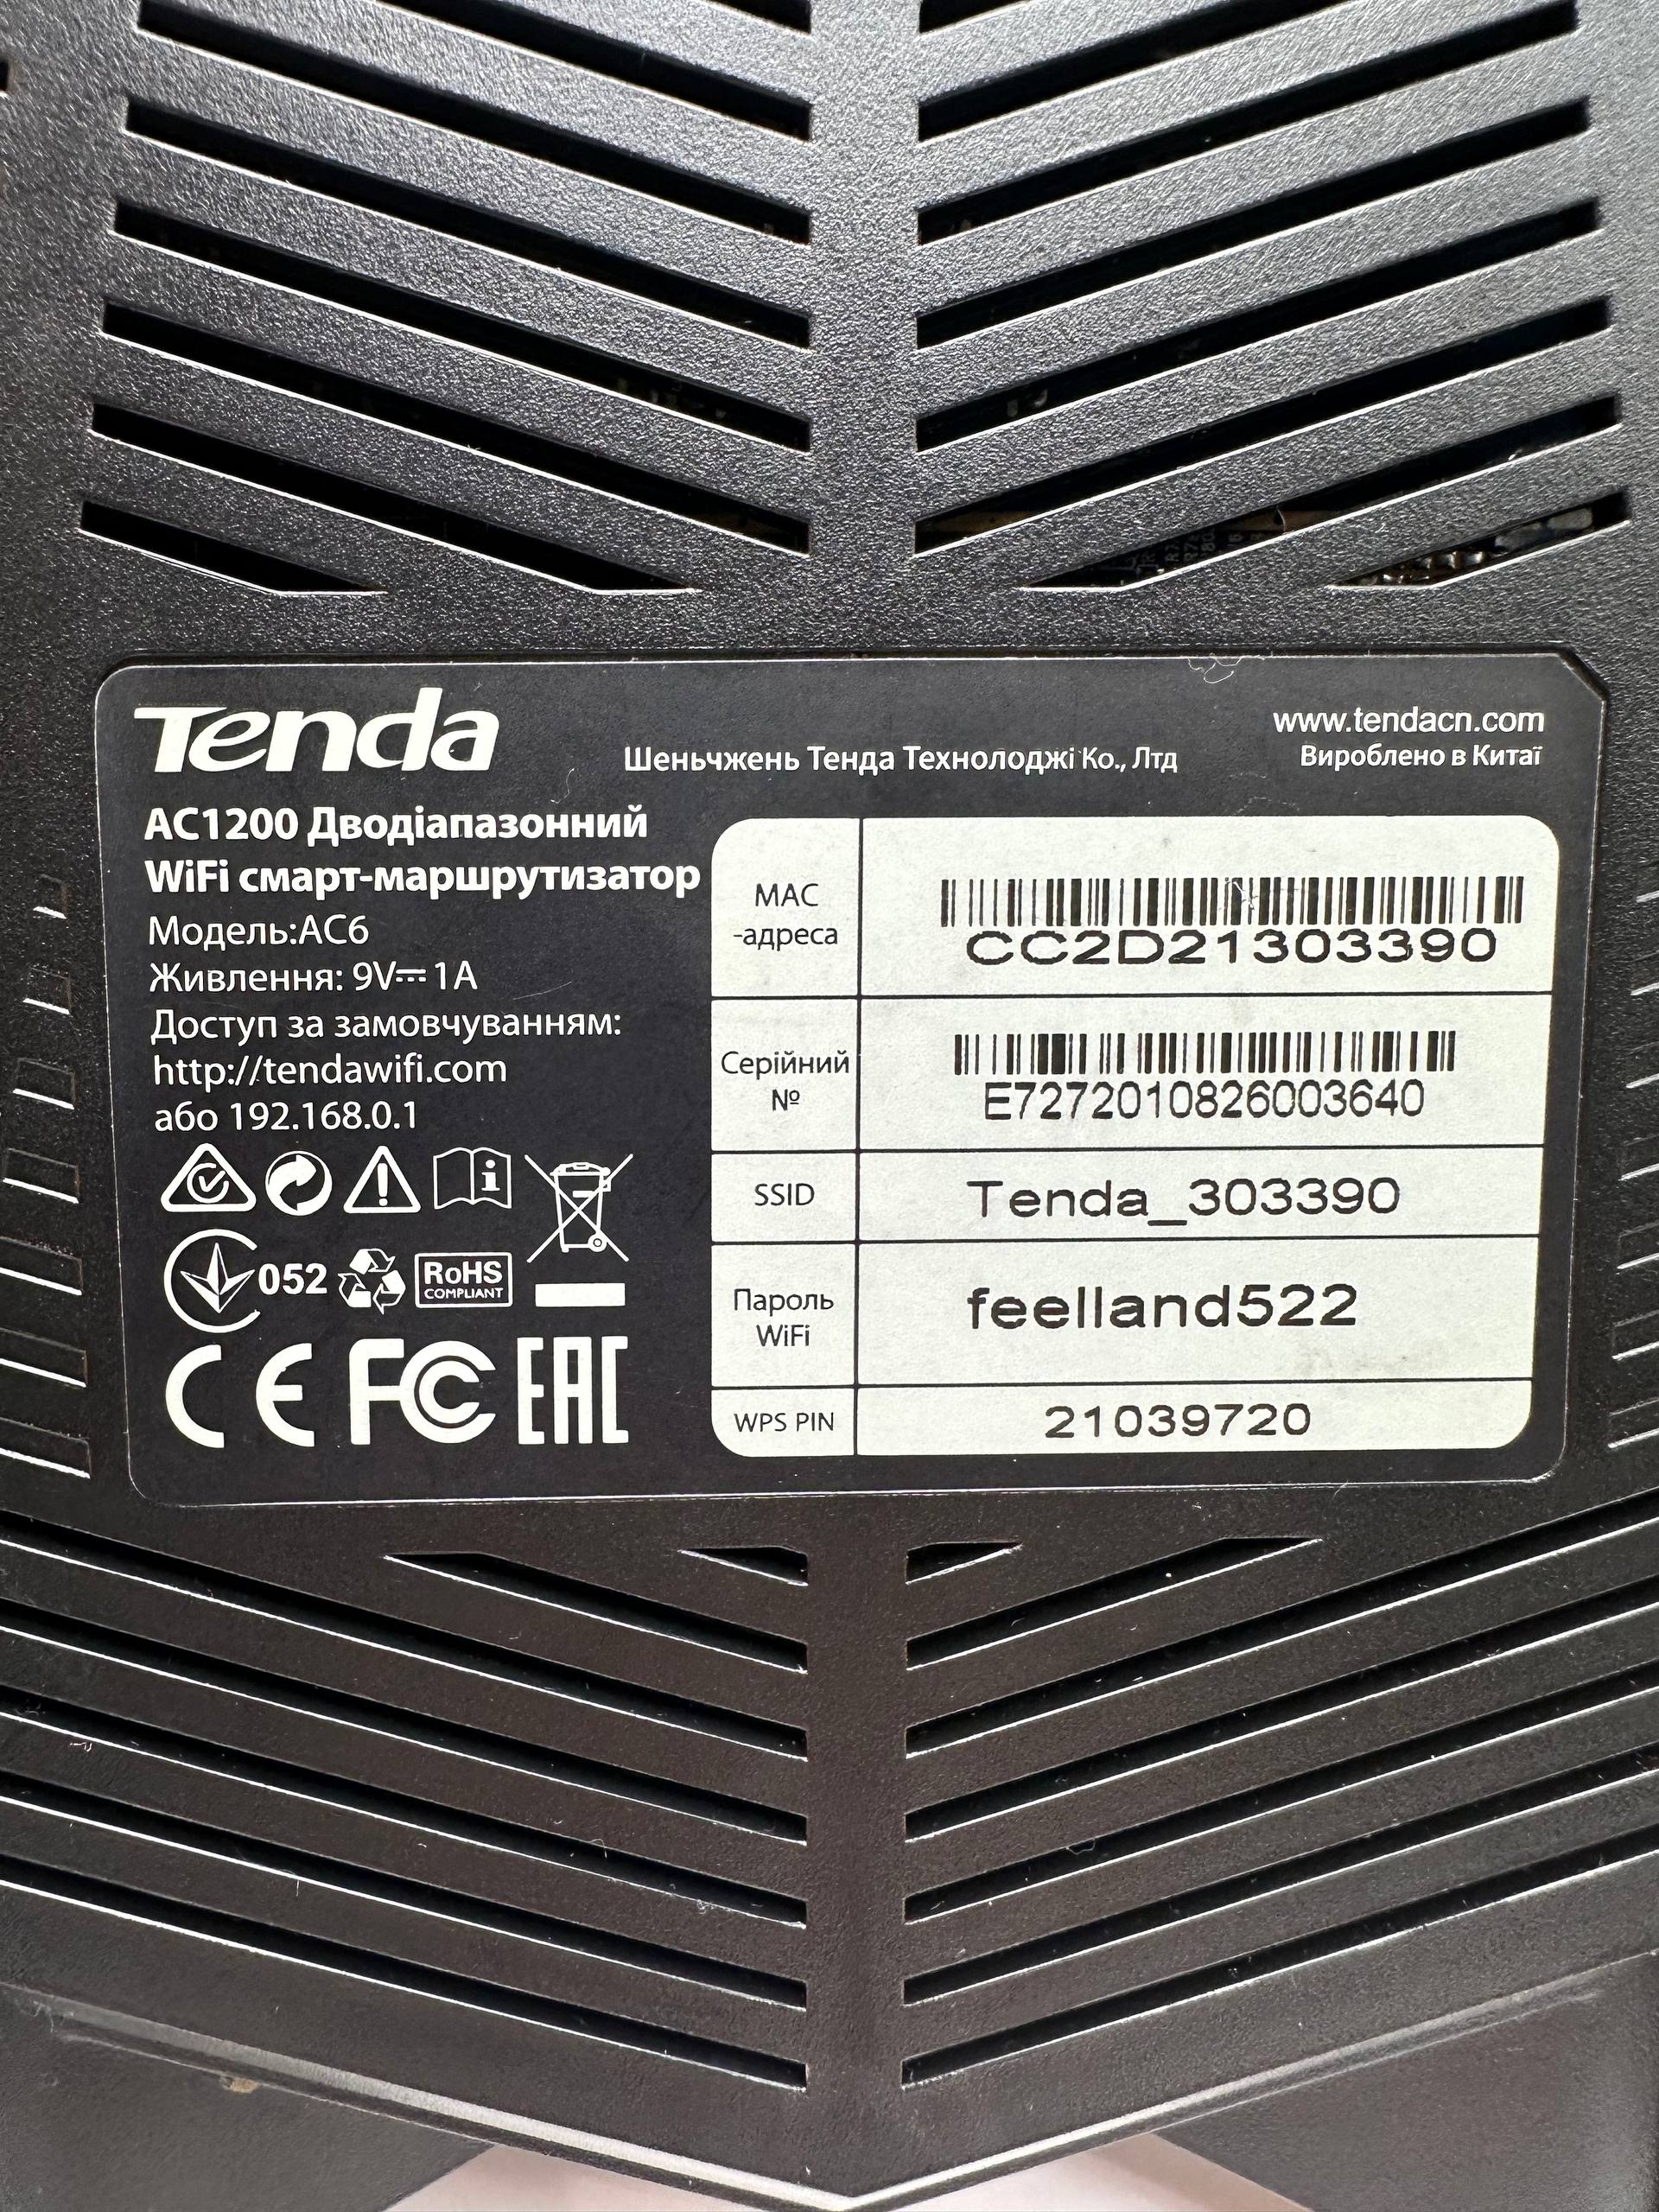 Tenda
Шеньчжень Тенда Технолоджі Ко., Лтд
www.tendacn.com
Вироблено в Китаї
AC1200 Дводіапазонний
WiFi смарт-маршрутизатор
Модель:AC6
Живлення: 9V⎓1A
Доступ за замовчуванням:
http://tendawifi.com
або 192.168.0.1
052
RoHS
COMPLIANT
CE FC EAC
MAC
-адреса
CC2D21303390
Серійний
№
E7272010826003640
SSID
Tenda_303390
Пароль
WiFi
feelland522
WPS PIN
21039720